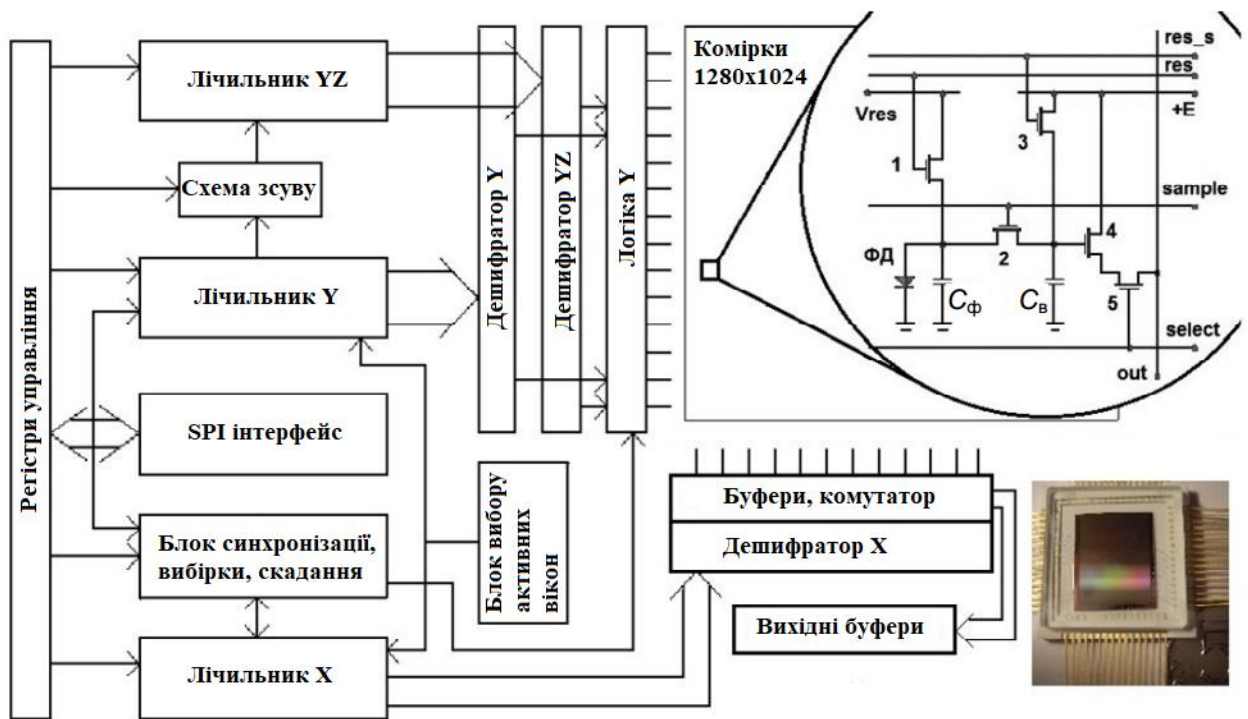 Регістри управління
Лічильник YZ
Схема зсуву
Лічильник Y
SPI інтерфейс
Блок синхронізації,
вибірки, скадання
Лічильник X
Дешифратор Y
Дешифратор YZ
Логіка Y
Блок вибору
активних
вікон
Комірки
1280x1024
res_s
res
Vres
+E
1
3
sample
4
2
ФД
Cф
Cв
5
select
out
Буфери, комутатор
Дешифратор X
Вихідні буфери